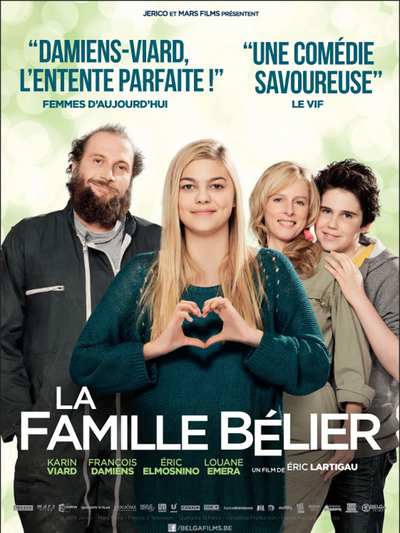 JERICO ET MARS FILMS PRÉSENTENT
“DAMIENS-VIARD,
L’ENTENTE PARFAITE !”
FEMMES D’AUJOURD’HUI
“UNE COMÉDIE
SAVOUREUSE”
LE VIF
LA
FAMILLE BÉLIER
KARIN VIARD
FRANÇOIS DAMIENS
ÉRIC ELMOSNINO
LOUANE EMERA
UN FILM DE ÉRIC LARTIGAU
/BELGAFILMS.BE